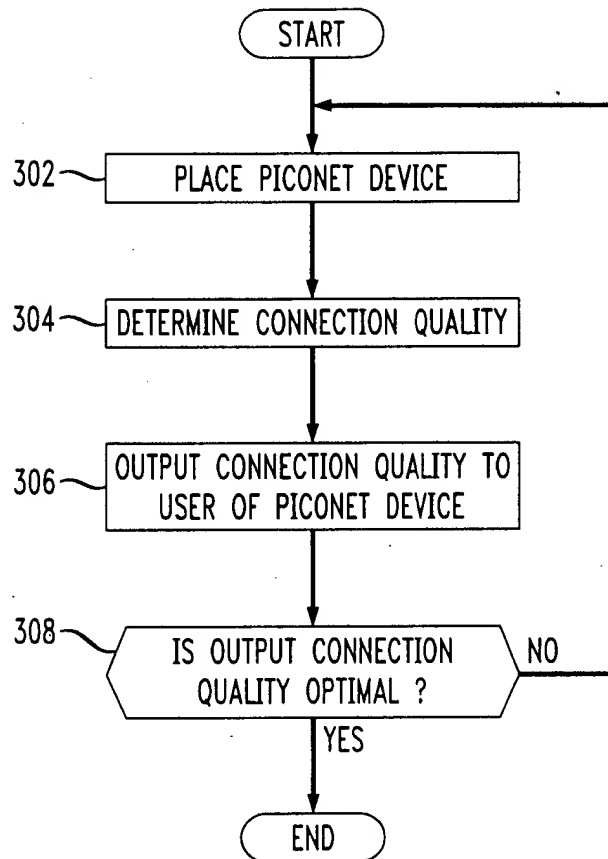 START
302
PLACE PICONET DEVICE
304
DETERMINE CONNECTION QUALITY
306
OUTPUT CONNECTION QUALITY TO
USER OF PICONET DEVICE
308
IS OUTPUT CONNECTION
QUALITY OPTIMAL ?
NO
YES
END